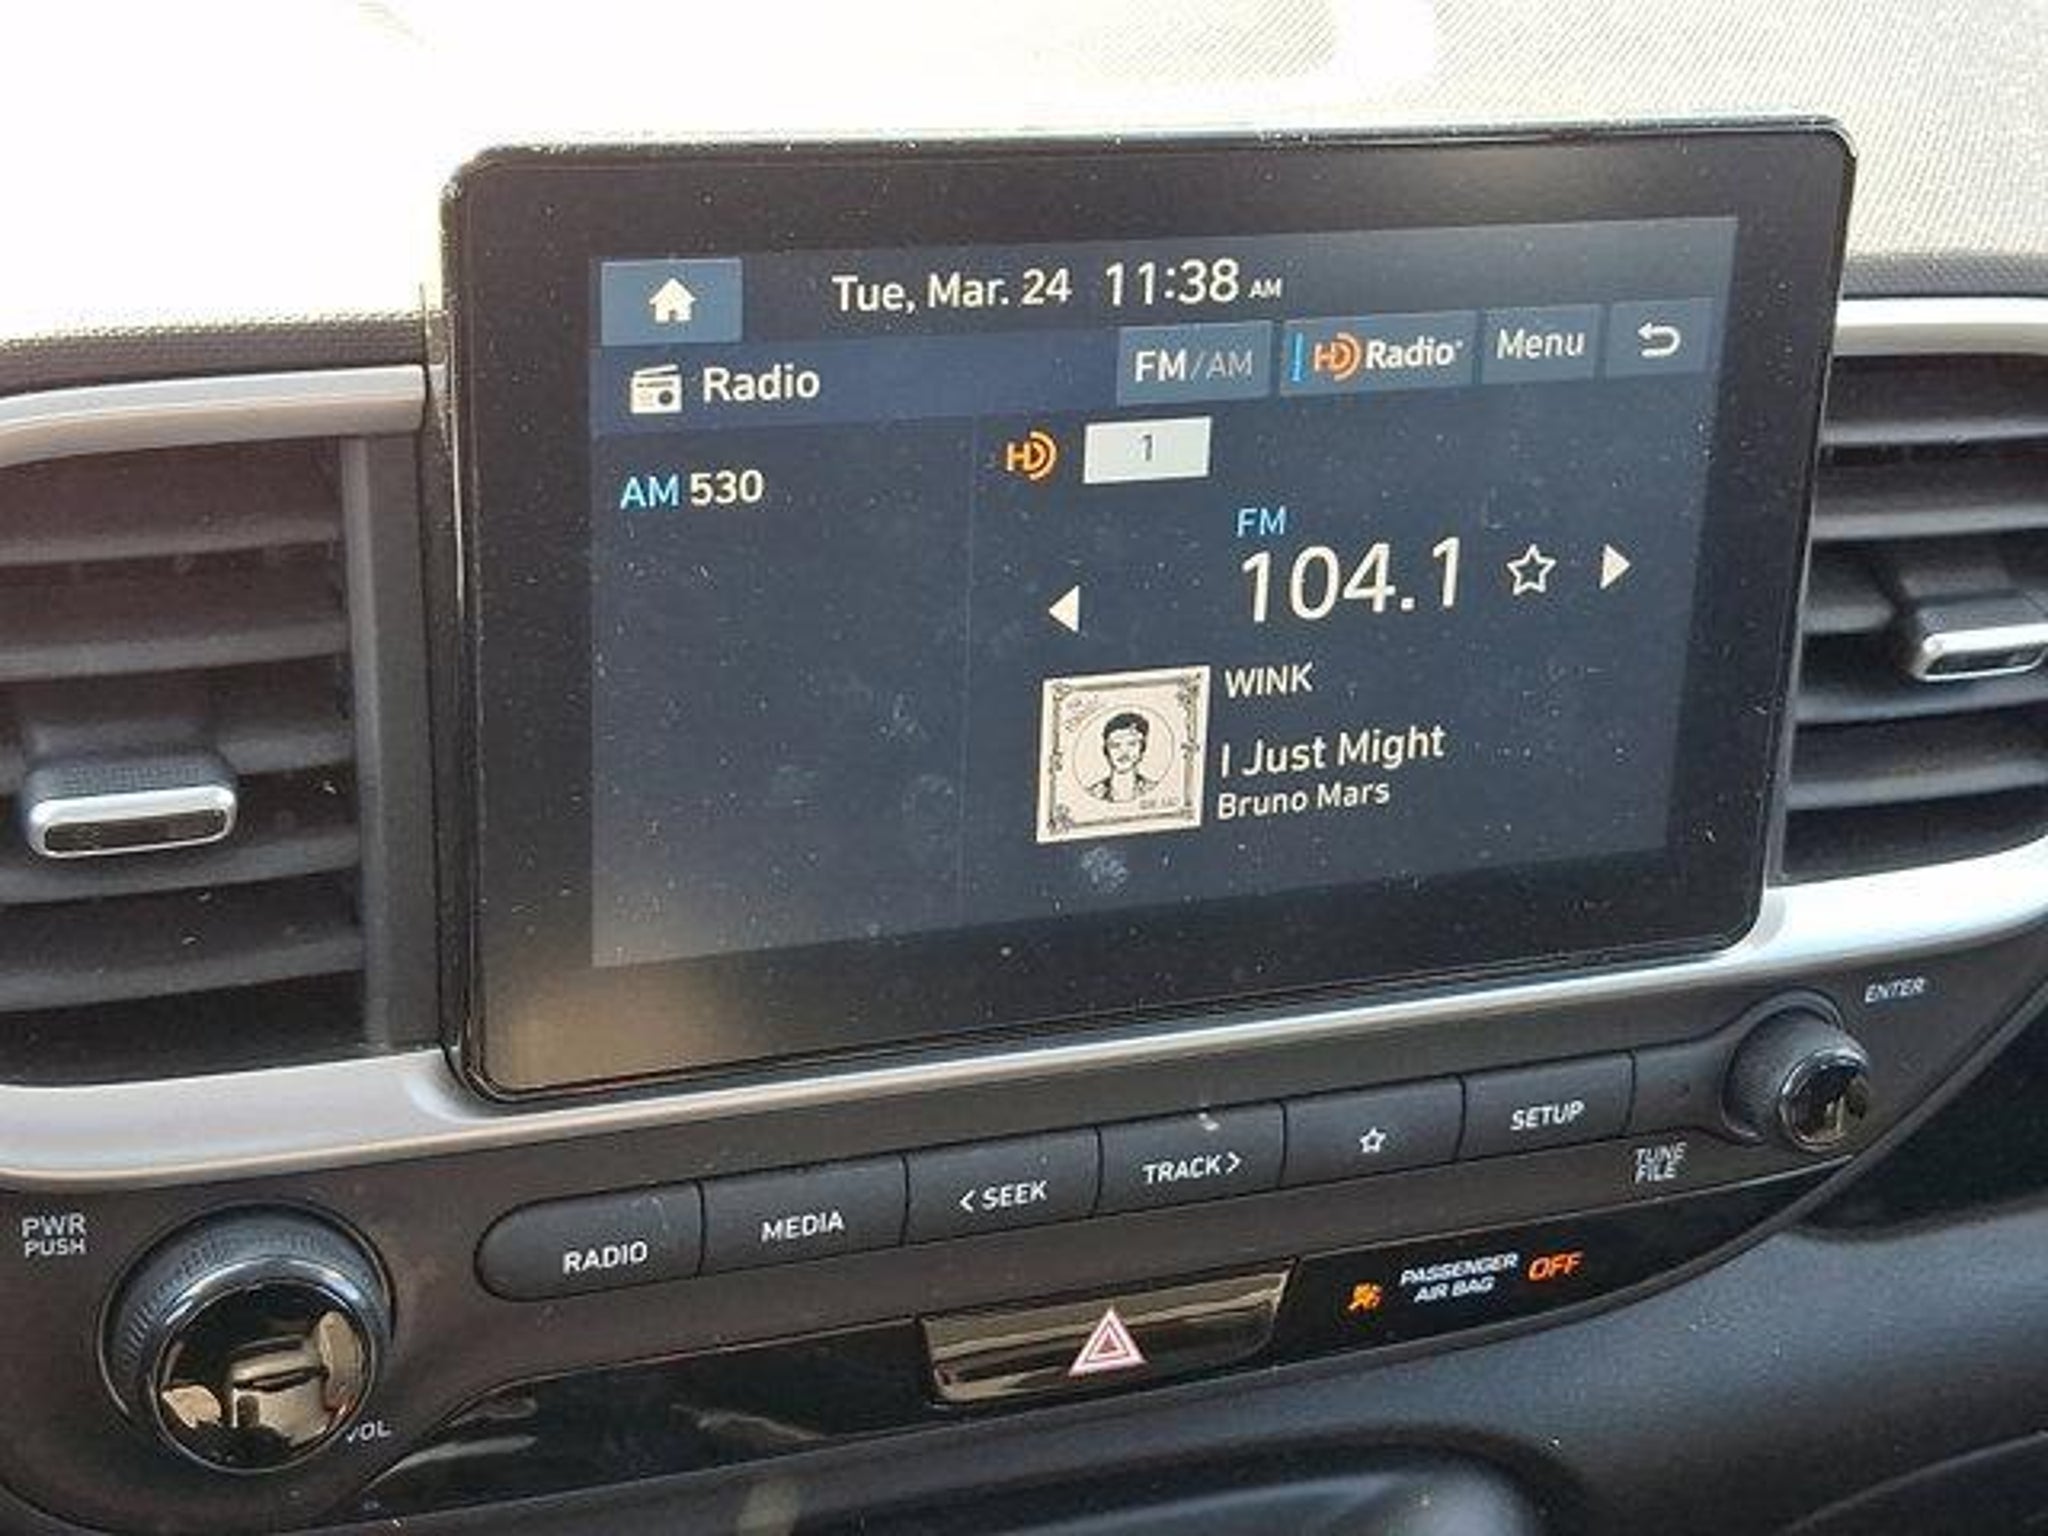 Tue, Mar. 24 11:38 AM
Radio
FM/AM
HD Radio
Menu
AM 530
HD 1
FM
104.1
WINK
I Just Might
Bruno Mars
ENTER
PWR
PUSH
RADIO
MEDIA
< SEEK
TRACK >
SETUP
TUNE
FILE
VOL
PASSENGER
AIR BAG
OFF